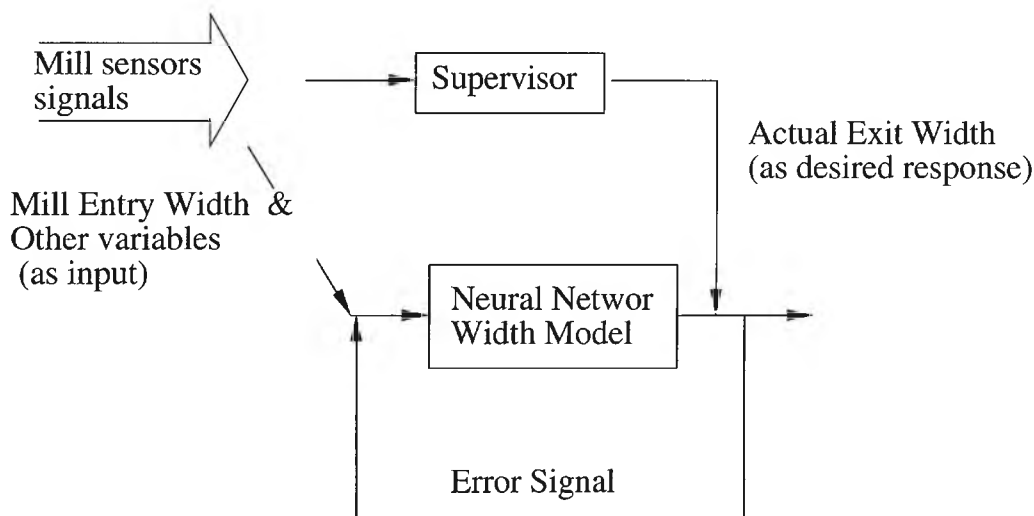 Mill sensors
signals
Supervisor
Actual Exit Width
(as desired response)
Mill Entry Width &
Other variables
(as input)
Neural Networ
Width Model
Error Signal